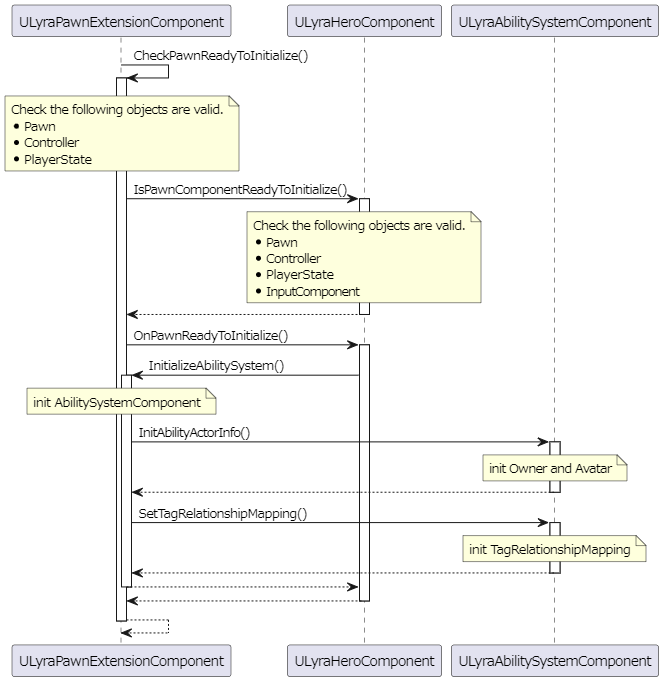 ULyraPawnExtensionComponent
ULyraHeroComponent
ULyraAbilitySystemComponent
CheckPawnReadyToInitialize()
Check the following objects are valid.
• Pawn
• Controller
• PlayerState
IsPawnComponentReadyToInitialize()
Check the following objects are valid.
• Pawn
• Controller
• PlayerState
• InputComponent
OnPawnReadyToInitialize()
InitializeAbilitySystem()
init AbilitySystemComponent
InitAbilityActorInfo()
init Owner and Avatar
SetTagRelationshipMapping()
init TagRelationshipMapping
ULyraPawnExtensionComponent
ULyraHeroComponent
ULyraAbilitySystemComponent